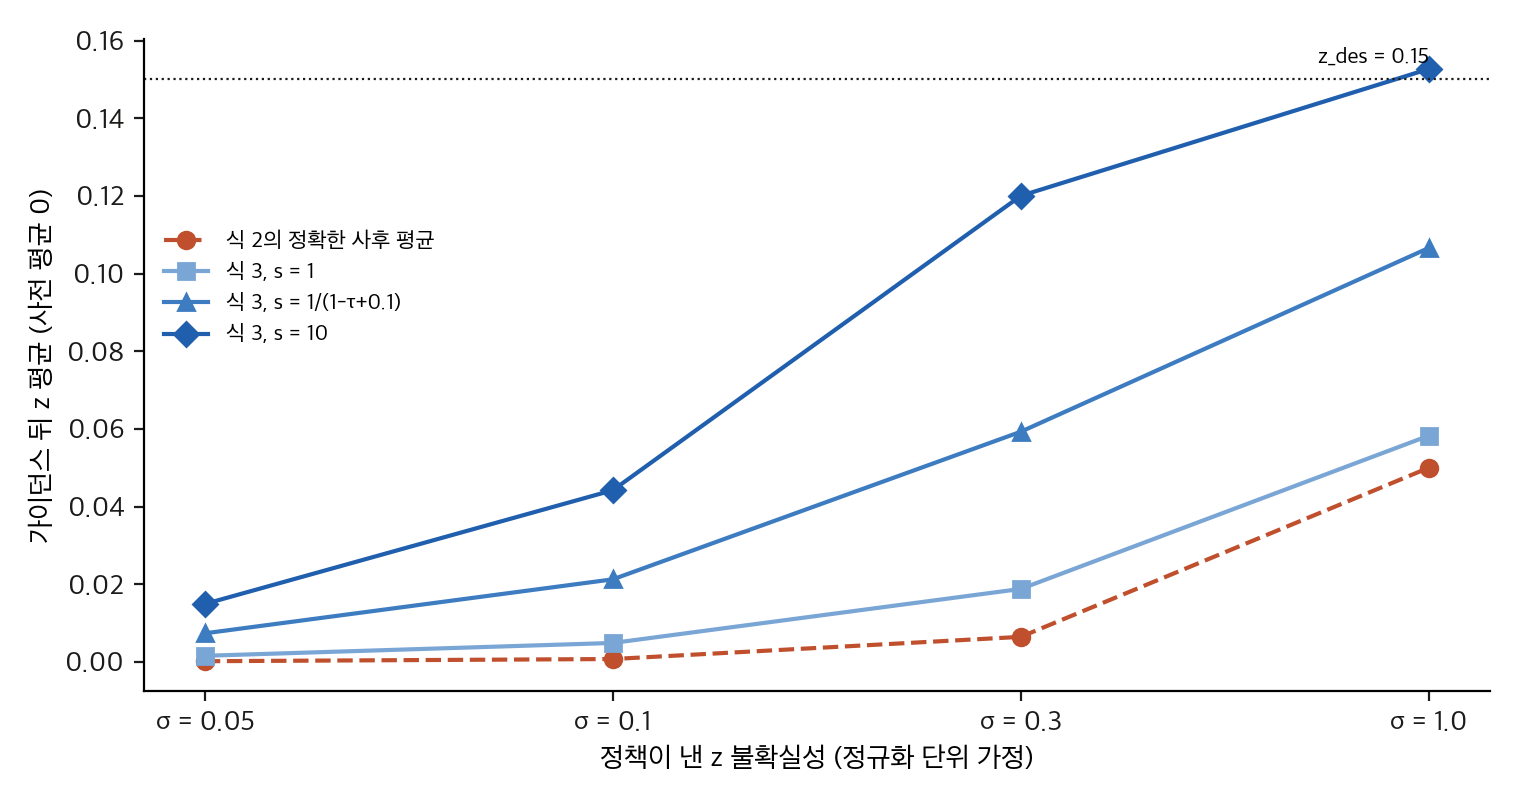 0.16
0.14
0.12
0.10
0.08
0.06
0.04
0.02
0.00
가이던스 뒤 z 평균 (사전 평균 0)
z_des = 0.15
식 2의 정확한 사후 평균
식 3, s = 1
식 3, s = 1/(1−τ+0.1)
식 3, s = 10
σ = 0.05
σ = 0.1
σ = 0.3
σ = 1.0
정책이 낸 z 불확실성 (정규화 단위 가정)